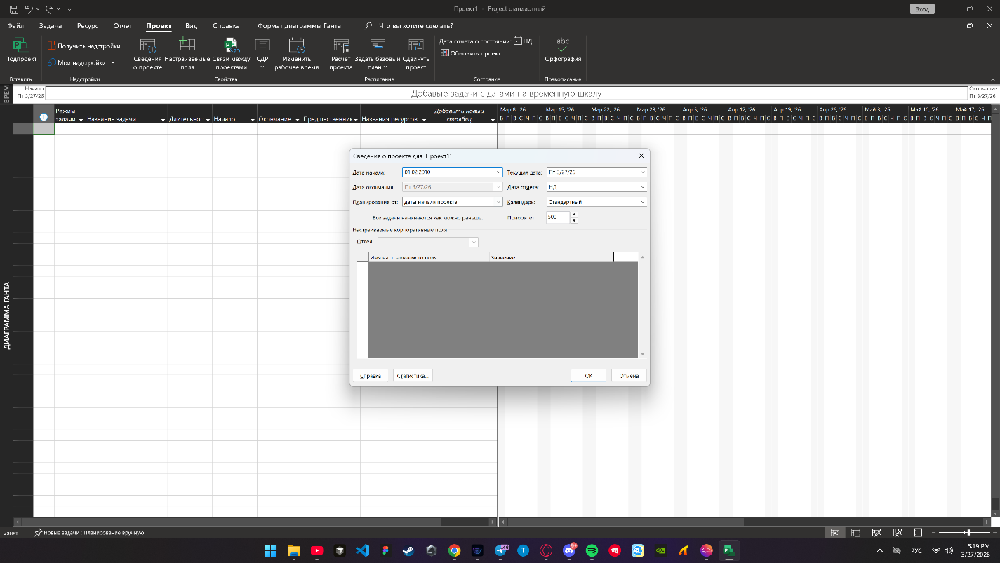 Проект1 - Project стандартный
Вход
Файл Задача Ресурс Отчет Проект Вид Справка Формат диаграммы Ганта Что вы хотите сделать?
Подпроект
Получить надстройки
Мои надстройки
Сведения о проекте
Настраиваемые поля
Связи между проектами
СДР
Изменить рабочее время
Расчет проекта
Задать базовый план
Сдвинуть проект
Дата отчета о состоянии: НД
Обновить проект
abc
Орфография
Вставить Надстройки Свойства Расписание Состояние Правописание
ВРЕМ
Начало
Пт 3/27/26
Добавьте задачи с датами на временную шкалу
Окончание
Пт 3/27/26
Режим задачи Название задачи Длительност Начало Окончание Предшественник Названия ресурсов Добавить новый столбец
Мар 8, '26 Мар 15, '26 Мар 22, '26 Мар 29, '26 Апр 5, '26 Апр 12, '26 Апр 19, '26 Апр 26, '26 Май 3, '26 Май 10, '26 Май 17, '26
В П В С Ч П С В П В С Ч П С В П В С Ч П С В П В С Ч П С В П В С Ч П С В П В С Ч П С В П В С Ч П С В П В С Ч П С В П В С Ч П С В П В С Ч П С В П В С Ч П
ДИАГРАММА ГАНТА
Сведения о проекте для 'Проект1'
Дата начала: 01.02.2010 Текущая дата: Пт 3/27/26
Дата окончания: Пт 3/27/26 Дата отчета: НД
Планирование от: даты начала проекта Календарь: Стандартный
Все задачи начинаются как можно раньше. Приоритет: 500
Настраиваемые корпоративные поля
Отдел:
Имя настраиваемого поля Значение
Справка Статистика... ОК Отмена
Занят Новые задачи : Планирование вручную
46
9+
РУС
6:19 PM
3/27/2026